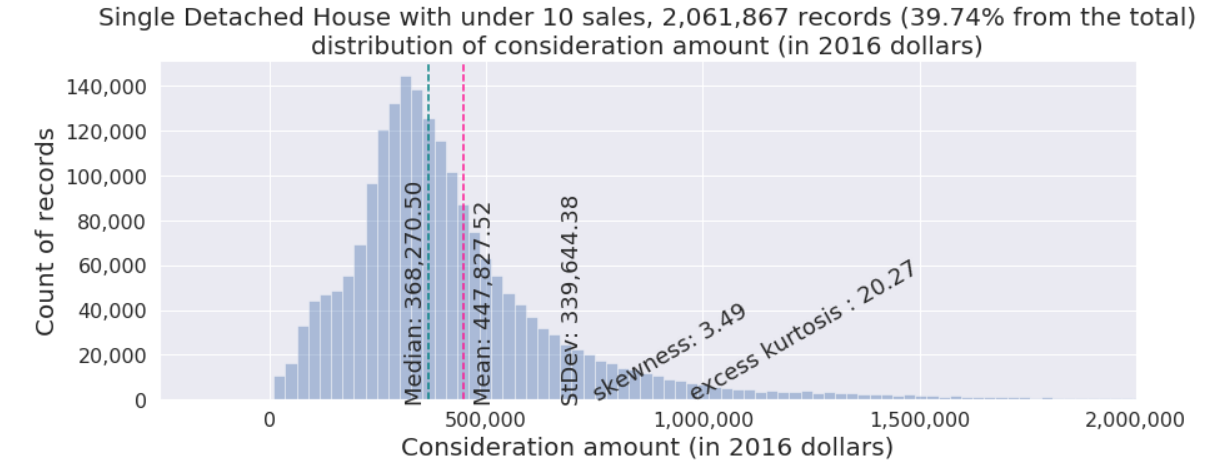 Single Detached House with under 10 sales, 2,061,867 records (39.74% from the total)
distribution of consideration amount (in 2016 dollars)
Count of records
140,000
120,000
100,000
80,000
60,000
40,000
20,000
0
Median: 368,270.50
Mean: 447,827.52
StDev: 339,644.38
skewness: 3.49
excess kurtosis : 20.27
0
500,000
1,000,000
1,500,000
2,000,000
Consideration amount (in 2016 dollars)